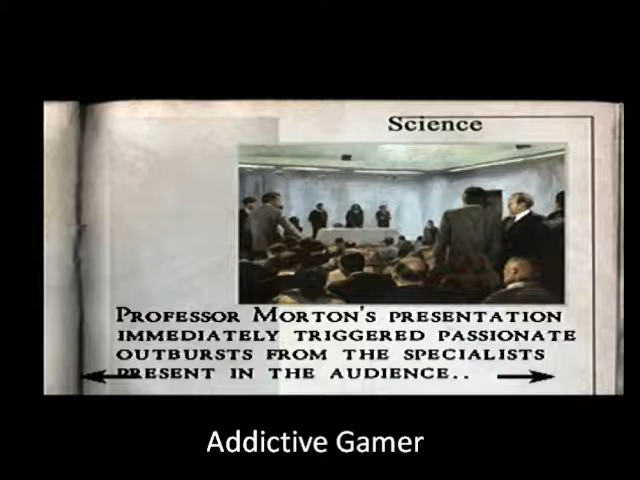 Science
PROFESSOR MORTON'S PRESENTATION
IMMEDIATELY TRIGGERED PASSIONATE
OUTBURSTS FROM THE SPECIALISTS
PRESENT IN THE AUDIENCE..
Addictive Gamer